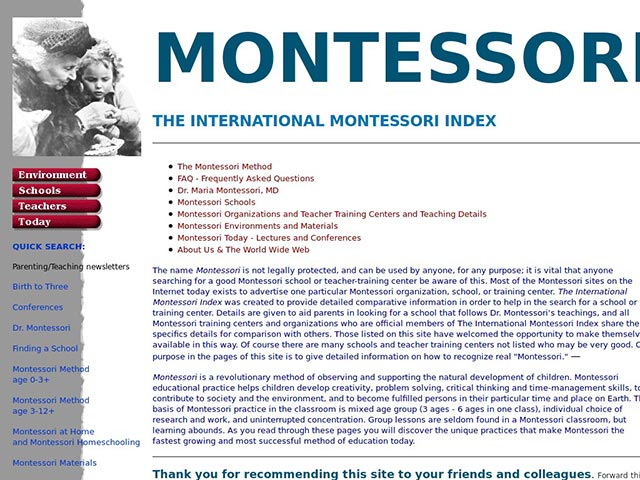 MONTESSORI
THE INTERNATIONAL MONTESSORI INDEX
Environment
Schools
Teachers
Today
QUICK SEARCH:
Parenting/Teaching newsletters
Birth to Three
Conferences
Dr. Montessori
Finding a School
Montessori Method
age 0-3+
Montessori Method
age 3-12+
Montessori at Home
and Montessori Homeschooling
Montessori Materials
The Montessori Method
FAQ - Frequently Asked Questions
Dr. Maria Montessori, MD
Montessori Schools
Montessori Organizations and Teacher Training Centers and Teaching Details
Montessori Environments and Materials
Montessori Today - Lectures and Conferences
About Us & The World Wide Web
The name Montessori is not legally protected, and can be used by anyone, for any purpose; it is vital that anyone
searching for a good Montessori school or teacher-training center be aware of this. Most of the Montessori sites on the
Internet today exists to advertise one particular Montessori organization, school, or training center. The International
Montessori Index was created to provide detailed comparative information in order to help in the search for a school or
training center. Details are given to aid parents in looking for a school that follows Dr. Montessori's teachings, and all
Montessori training centers and organizations who are official members of The International Montessori Index share the
specifics details for comparison with others. Those listed on this site have welcomed the opportunity to make
available in this way. Of course there are many schools and teacher training centers not listed who may be very good.
purpose in the pages of this site is to give detailed information on how to recognize real "Montessori." —
Montessori is a revolutionary method of observing and supporting the natural development of children. Montessori
educational practice helps children develop creativity, problem solving, critical thinking and time-management skills,
contribute to society and the environment, and to become fulfilled persons in their particular time and place on Earth.
basis of Montessori practice in the classroom is mixed age group (3 ages - 6 ages in one class), individual choice of
research and work, and uninterrupted concentration. Group lessons are seldom found in a Montessori classroom, but
learning abounds. As you read through these pages you will discover the unique practices that make Montessori the
fastest growing and most successful method of education today.
Thank you for recommending this site to your friends and colleagues. Forward